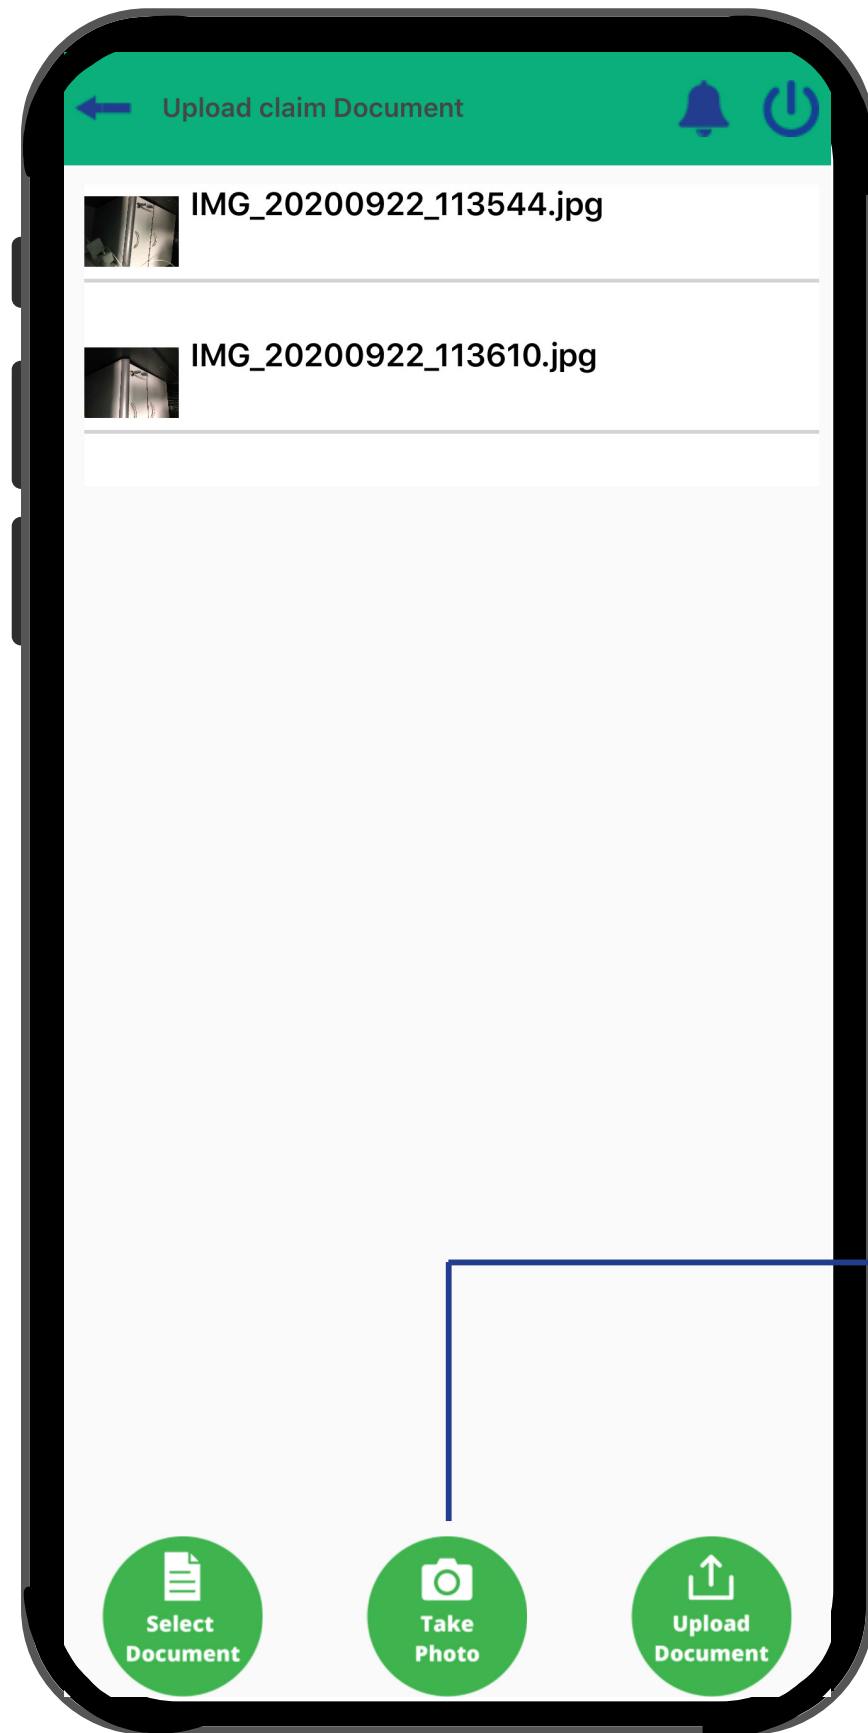 Upload claim Document
IMG_20200922_113544.jpg
IMG_20200922_113610.jpg
Select
Document
Take
Photo
Upload
Document